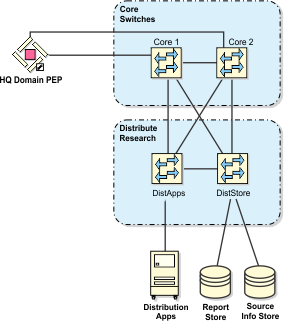 Core
Switches
Core 1
Core 2
HQ Domain PEP
Distribute
Research
DistApps
DistStore
Distribution
Apps
Report
Store
Source
Info Store